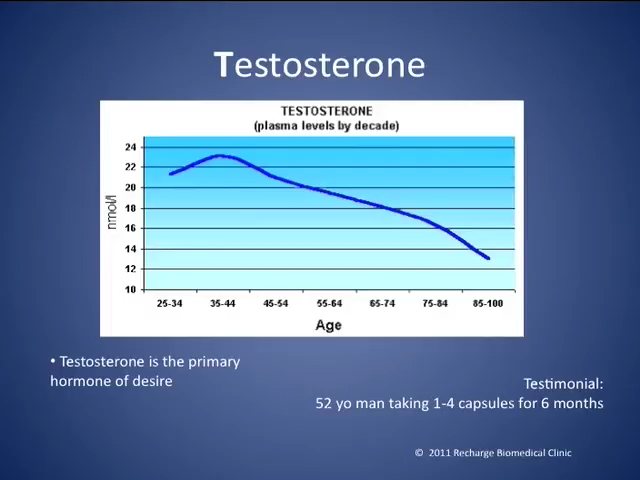 Testosterone
TESTOSTERONE
(plasma levels by decade)
24
22
20
18
16
14
12
10
nmol/l
25-34 35-44 45-54 55-64 65-74 75-84 85-100
Age
• Testosterone is the primary
hormone of desire
Testimonial:
52 yo man taking 1-4 capsules for 6 months
© 2011 Recharge Biomedical Clinic